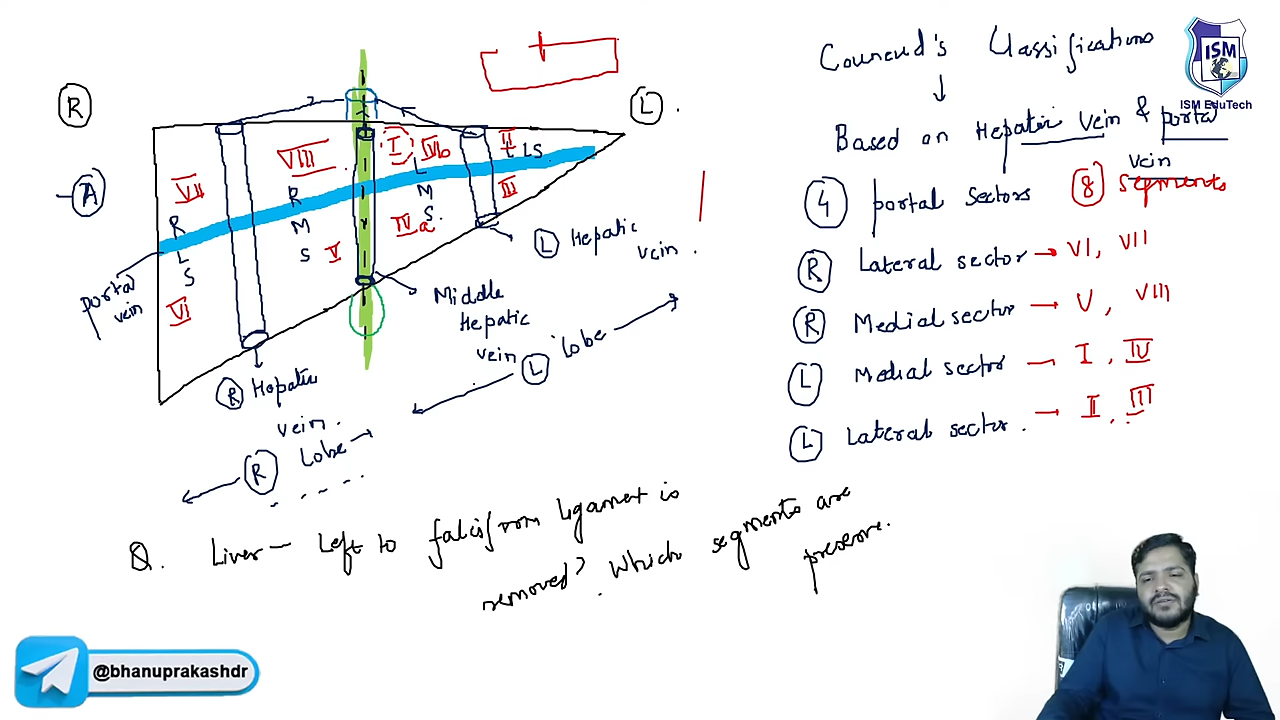 Couneud's Classifications
ISM
ISM EduTech
Based on Hepatic vein & portal
vein
4 portal Sectors 8 segments
R Lateral sector → VI, VII
R Medial sector → V, VIII
L Medial sector — I, IV
L Lateral sector. → II, III
R
L
A
VII
VIII
I
IVb
II
L LS
III
R
L
S
R
M
S
L
M
S
V
IVa
VI
portal
vein
L Hepatic
vein.
Middle
Hepatic
vein
R Hepatic
vein.
L lobe
R Lobe
Q. Liver — Left to falcifrom ligament is
removed? Which segments are
preserve.
@bhanuprakashdr